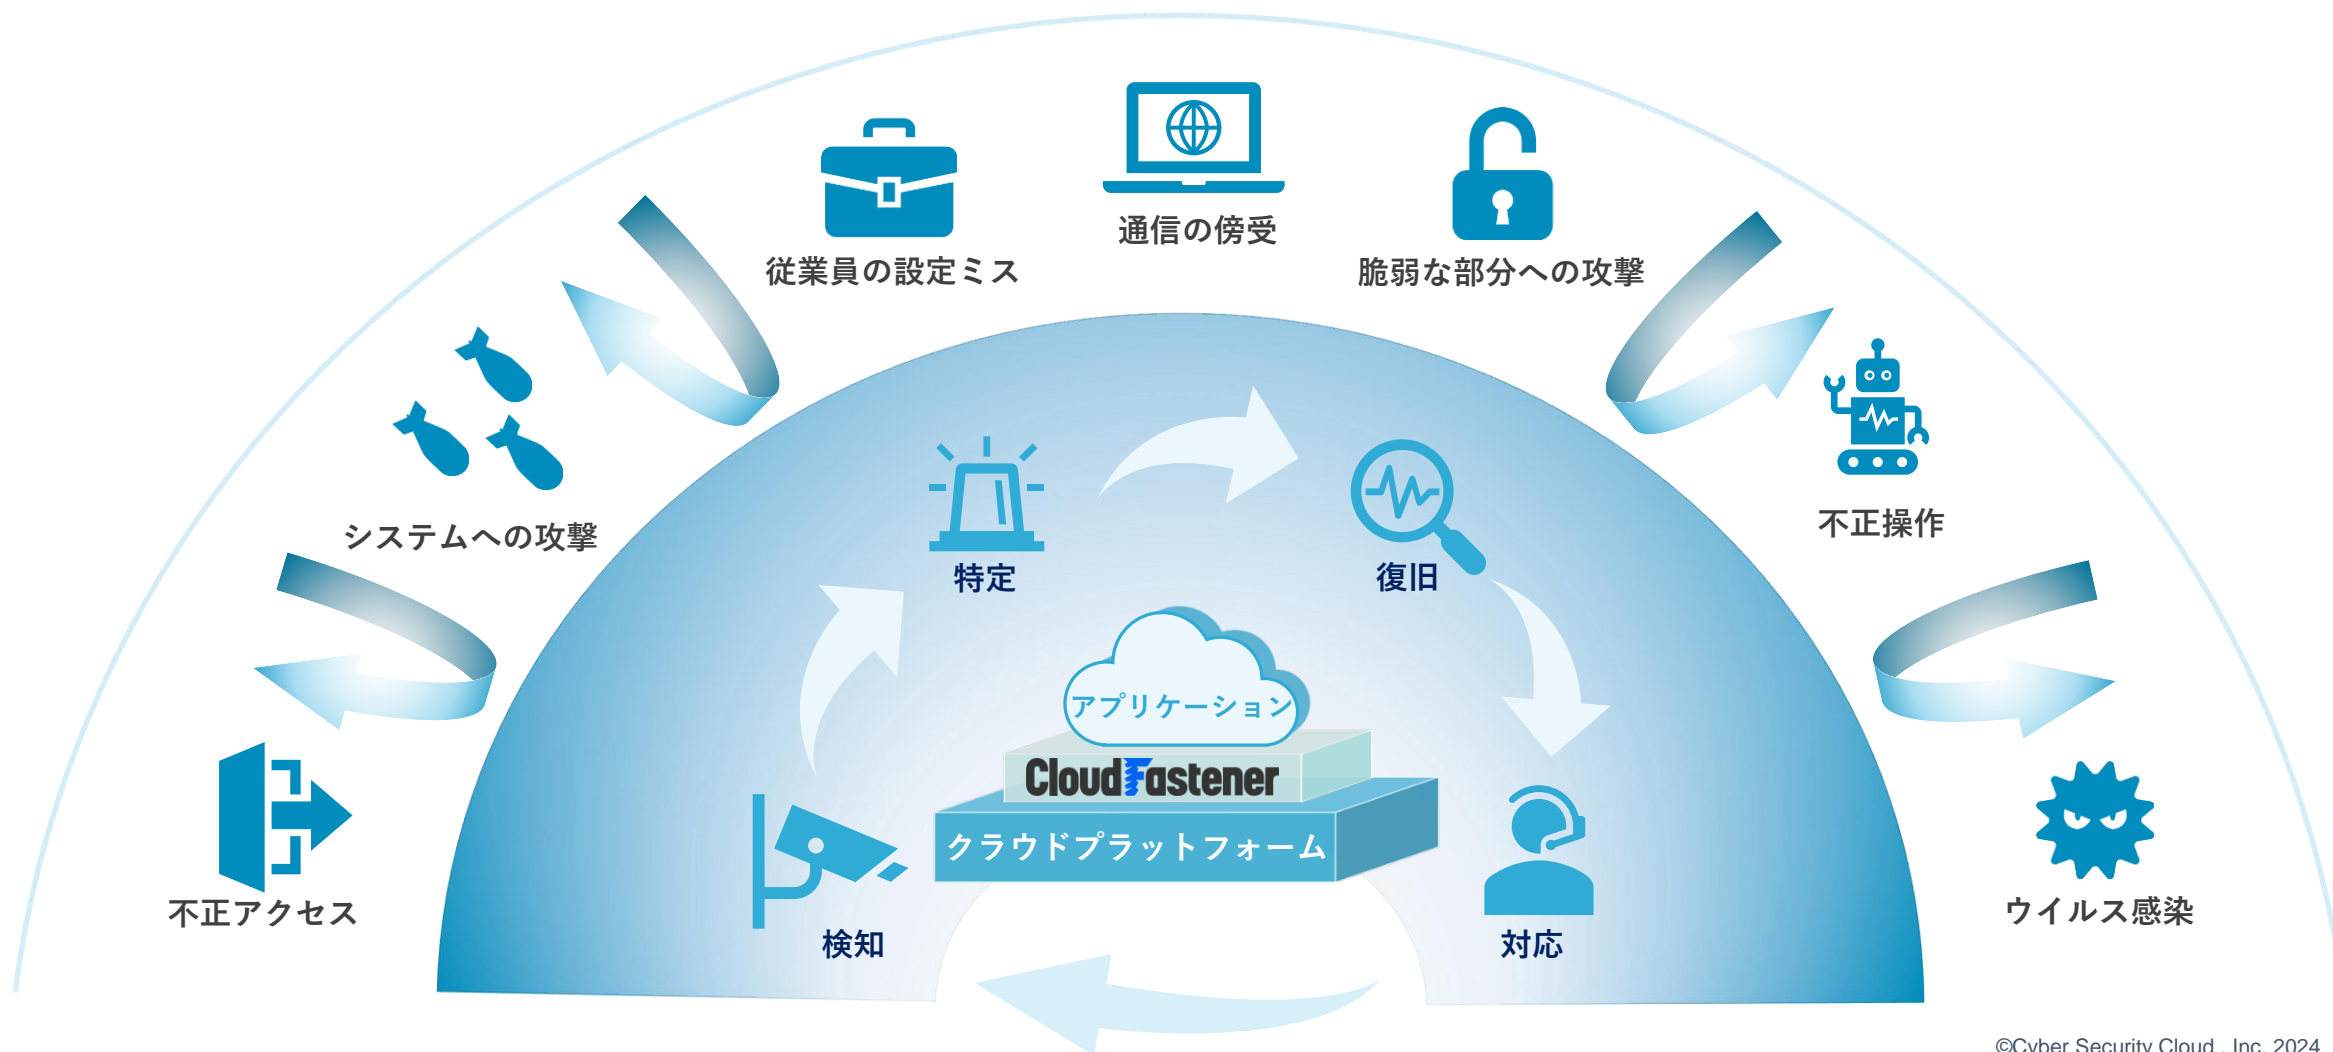 通信の傍受
従業員の設定ミス
脆弱な部分への攻撃
システムへの攻撃
不正操作
特定
復旧
アプリケーション
CloudFastener
クラウドプラットフォーム
不正アクセス
検知
対応
ウイルス感染
©Cyber Security Cloud , Inc. 2024